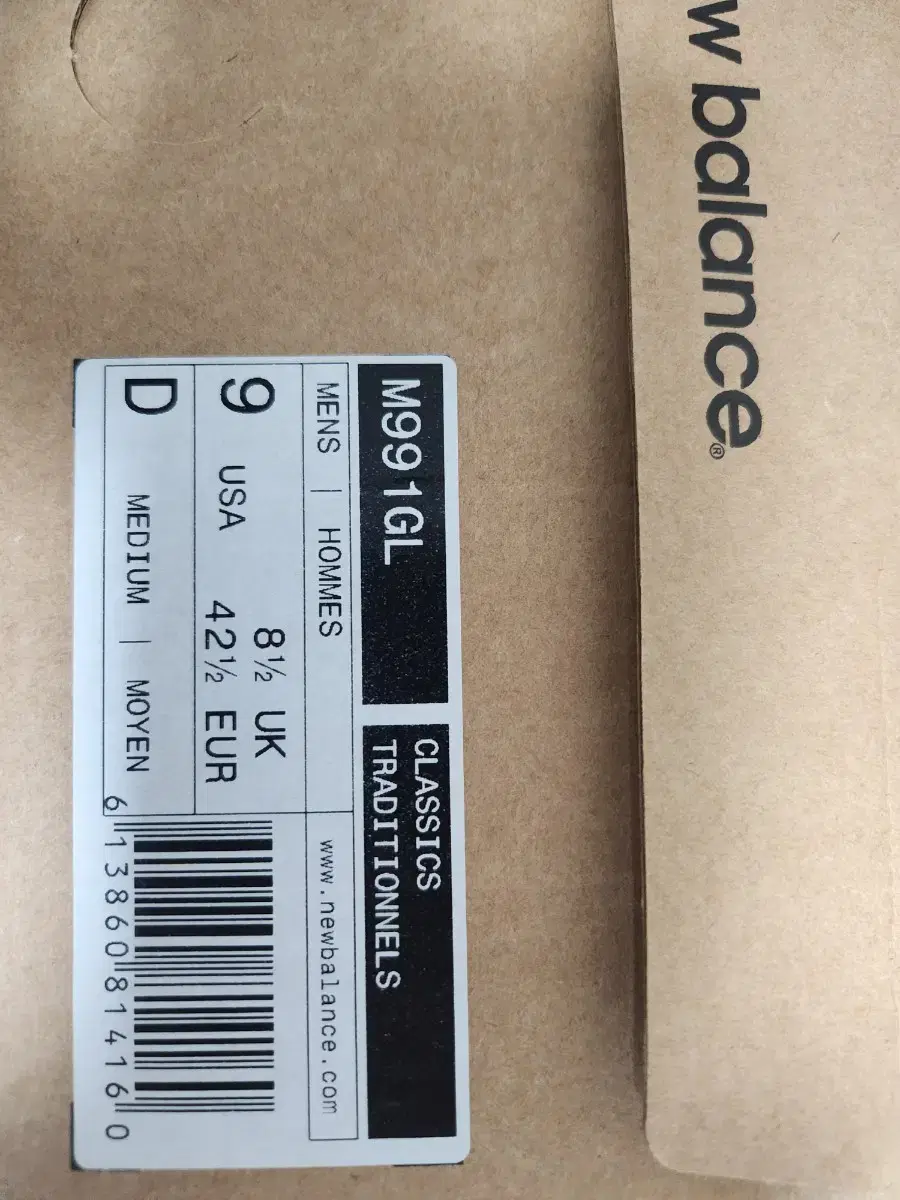 w balance®
M991GL
CLASSICS
TRADITIONNELS
MENS | HOMMES
www.newbalance.com
9 USA
8½ UK
42½ EUR
D MEDIUM | MOYEN
6 13860 81416 0